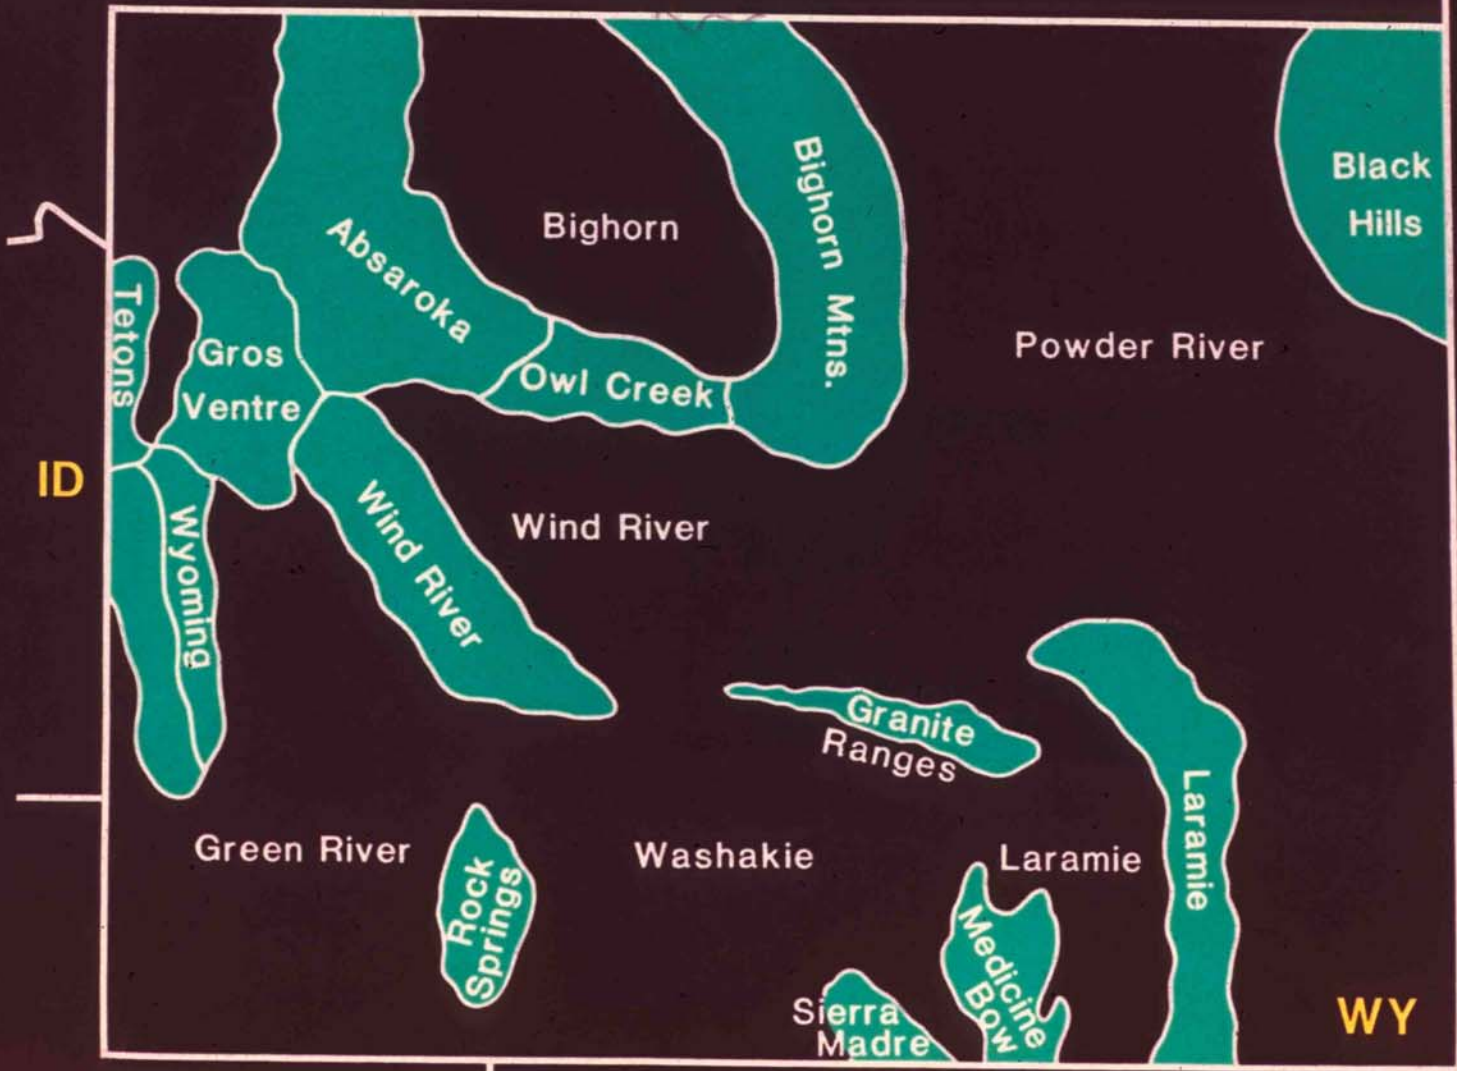 Black
Hills
Bighorn Mtns.
Absaroka
Bighorn
Tetons
Gros
Ventre
Owl Creek
Powder River
ID
Wyoming
Wind River
Wind River
Granite
Ranges
Laramie
Green River
Rock
Springs
Washakie
Laramie
Medicine
Bow
Sierra
Madre
WY